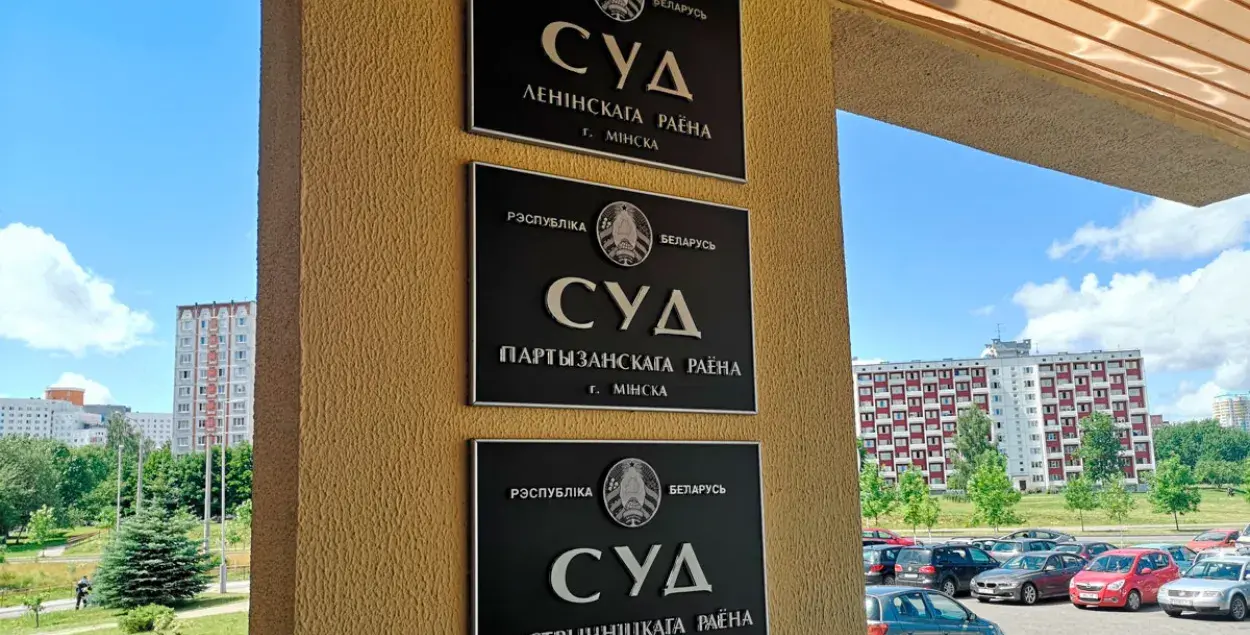 БЕЛАРУСЬ
СУД
ЛЕНІНСКАГА РАЁНА
г. МІНСКА
РЭСПУБЛІКА БЕЛАРУСЬ
СУД
ПАРТЫЗАНСКАГА РАЁНА
г. МІНСКА
РЭСПУБЛІКА БЕЛАРУСЬ
СУД
РАЁНА